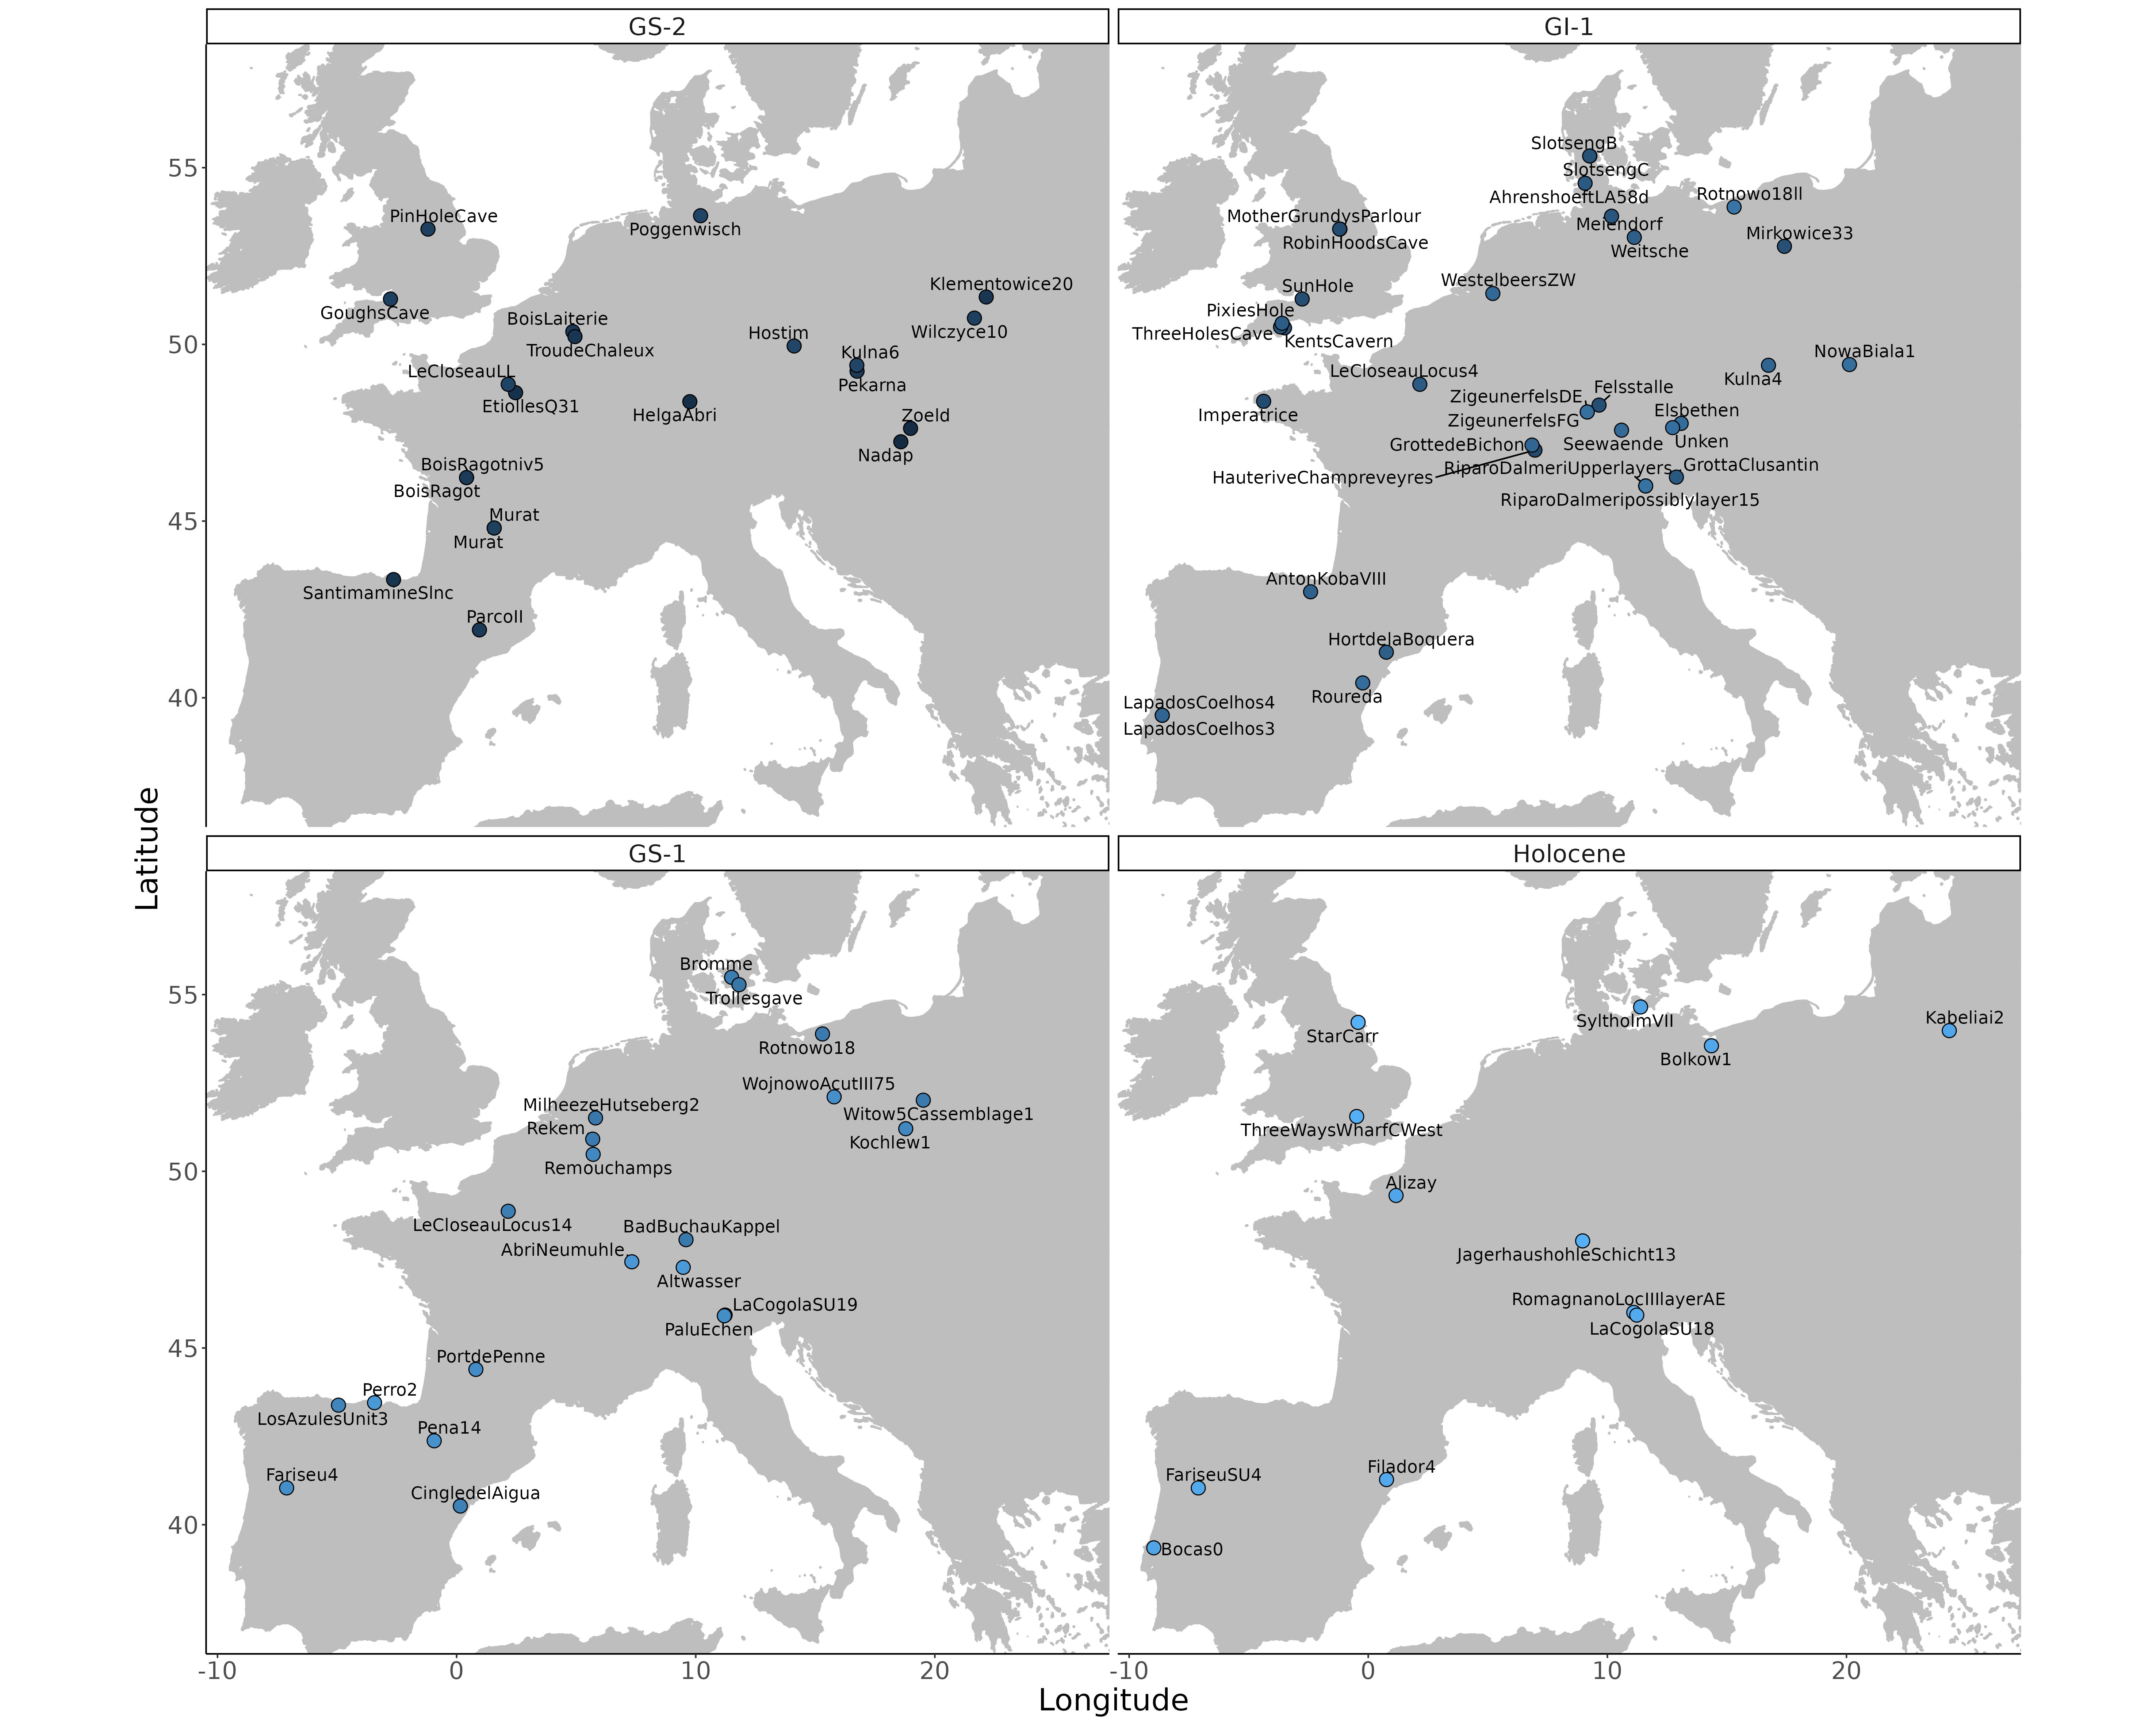 GS-2
GI-1
PinHoleCave
GoughsCave
Poggenwisch
BoisLaiterie
TroudeChaleux
LeCloseauLL
EtiollesQ31
Hostim
HelgaAbri
Kulna6
Pekarna
Klementowice20
Wilczyce10
Zoeld
Nadap
BoisRagotniv5
BoisRagot
Murat
Murat
SantimamineSlnc
ParcoII
55
50
45
40
SlotsengB
SlotsengC
AhrenshoeftLA58d
Meiendorf
Weitsche
Rotnowo18II
Mirkowice33
MotherGrundysParlour
RobinHoodsCave
SunHole
PixiesHole
ThreeHolesCave
KentsCavern
WestelbeersZW
LeCloseauLocus4
Imperatrice
NowaBiala1
Kulna4
Felsstalle
ZigeunerfelsDE
ZigeunerfelsFG
Elsbethen
Unken
Seewaende
GrottedeBichon
HauteriveChampreveyres
RiparoDalmeriUpperlayers
GrottaClusantin
RiparoDalmeripossiblylayer15
AntonKobaVIII
HortdelaBoquera
Roureda
LapadosCoelhos4
LapadosCoelhos3
Latitude
GS-1
Holocene
Bromme
Trollesgave
Rotnowo18
WojnowoAcutIII75
Witow5Cassemblage1
Kochlew1
MilheezeHutseberg2
Rekem
Remouchamps
LeCloseauLocus14
BadBuchauKappel
AbriNeumuhle
Altwasser
LaCogolaSU19
PaluEchen
PortdePenne
Perro2
LosAzulesUnit3
Pena14
Fariseu4
CingledelAigua
55
50
45
40
StarCarr
SyltholmVII
Kabeliai2
Bolkow1
ThreeWaysWharfCWest
Alizay
JagerhaushohleSchicht13
RomagnanoLocIIIlayerAE
LaCogolaSU18
FariseuSU4
Filador4
Bocas0
-10 0 10 20
-10 0 10 20
Longitude